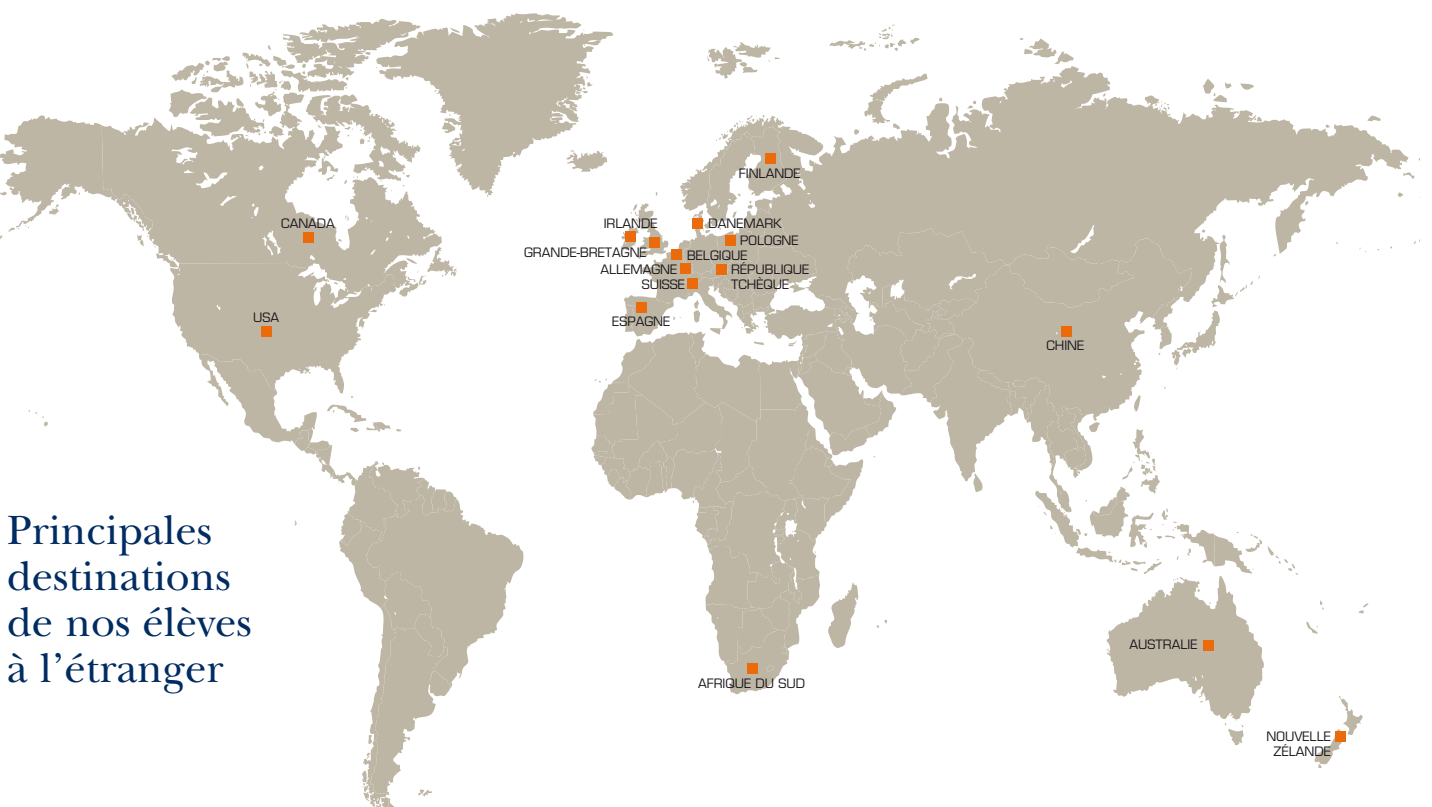 FINLANDE
CANADA
IRLANDE
DANEMARK
GRANDE-BRETAGNE
POLOGNE
BELGIQUE
ALLEMAGNE
RÉPUBLIQUE
TCHÈQUE
SUISSE
USA
ESPAGNE
CHINE
Principales
destinations
de nos élèves
à l’étranger
AUSTRALIE
AFRIQUE DU SUD
NOUVELLE
ZÉLANDE